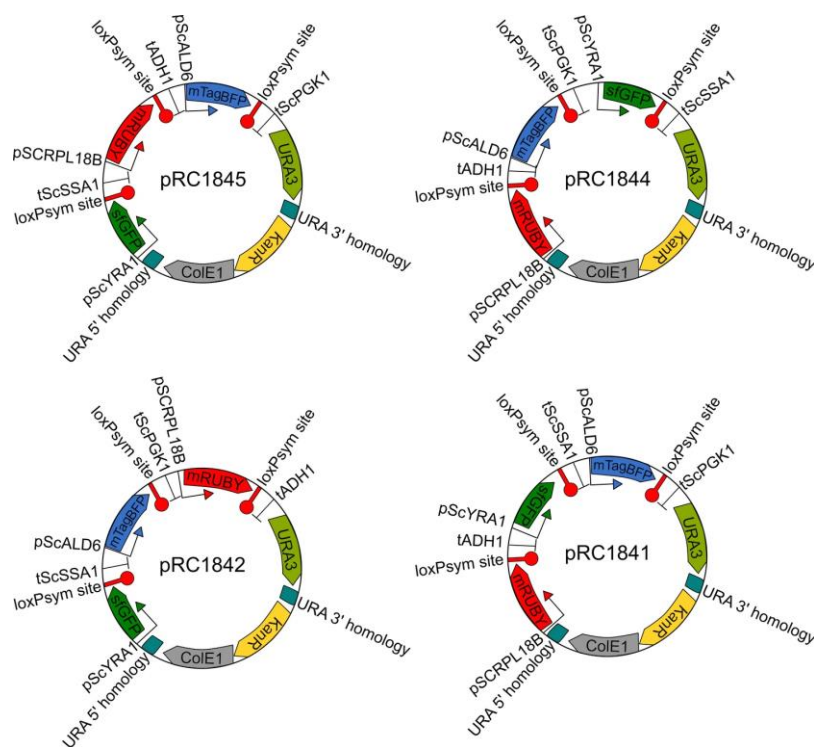 loxPsym site
tADH1
pScALD6
mTagBFP
loxPsym site
tScPGK1
URA3
URA 3' homology
KanR
ColE1
URA 5' homology
pScYRA1
sfGFP
loxPsym site
tScSSA1
pSCRPL18B
mRUBY
pRC1845
loxPsym site
tScPGK1
pScYRA1
sfGFP
loxPsym site
tScSSA1
URA3
URA 3' homology
KanR
ColE1
URA 5' homology
pSCRPL18B
mRUBY
loxPsym site
tADH1
pScALD6
mTagBFP
pRC1844
loxPsym site
tScPGK1
pSCRPL18B
mRUBY
loxPsym site
tADH1
URA3
URA 3' homology
KanR
ColE1
URA 5' homology
pScYRA1
sfGFP
loxPsym site
tScSSA1
pScALD6
mTagBFP
pRC1842
loxPsym site
tScSSA1
pScALD6
mTagBFP
loxPsym site
tScPGK1
URA3
URA 3' homology
KanR
ColE1
URA 5' homology
pSCRPL18B
mRUBY
loxPsym site
tADH1
pScYRA1
sfGFP
pRC1841